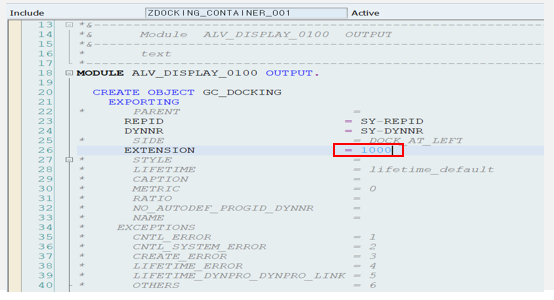 Include ZDOCKING_CONTAINER_001 Active
13 *&---------------------------------------------------------------------*
14 *& Module ALV_DISPLAY_0100 OUTPUT
15 *&---------------------------------------------------------------------*
16 * text
17 *----------------------------------------------------------------------*
18 MODULE ALV_DISPLAY_0100 OUTPUT.
19
20 CREATE OBJECT GC_DOCKING
21 EXPORTING
22 * PARENT =
23 REPID = SY-REPID
24 DYNNR = SY-DYNNR
25 * SIDE = DOCK_AT_LEFT
26 EXTENSION = 1000
27 * STYLE =
28 * LIFETIME = lifetime_default
29 * CAPTION =
30 * METRIC = 0
31 * RATIO =
32 * NO_AUTODEF_PROGID_DYNNR =
33 * NAME =
34 * EXCEPTIONS
35 * CNTL_ERROR = 1
36 * CNTL_SYSTEM_ERROR = 2
37 * CREATE_ERROR = 3
38 * LIFETIME_ERROR = 4
39 * LIFETIME_DYNPRO_DYNPRO_LINK = 5
40 * OTHERS = 6